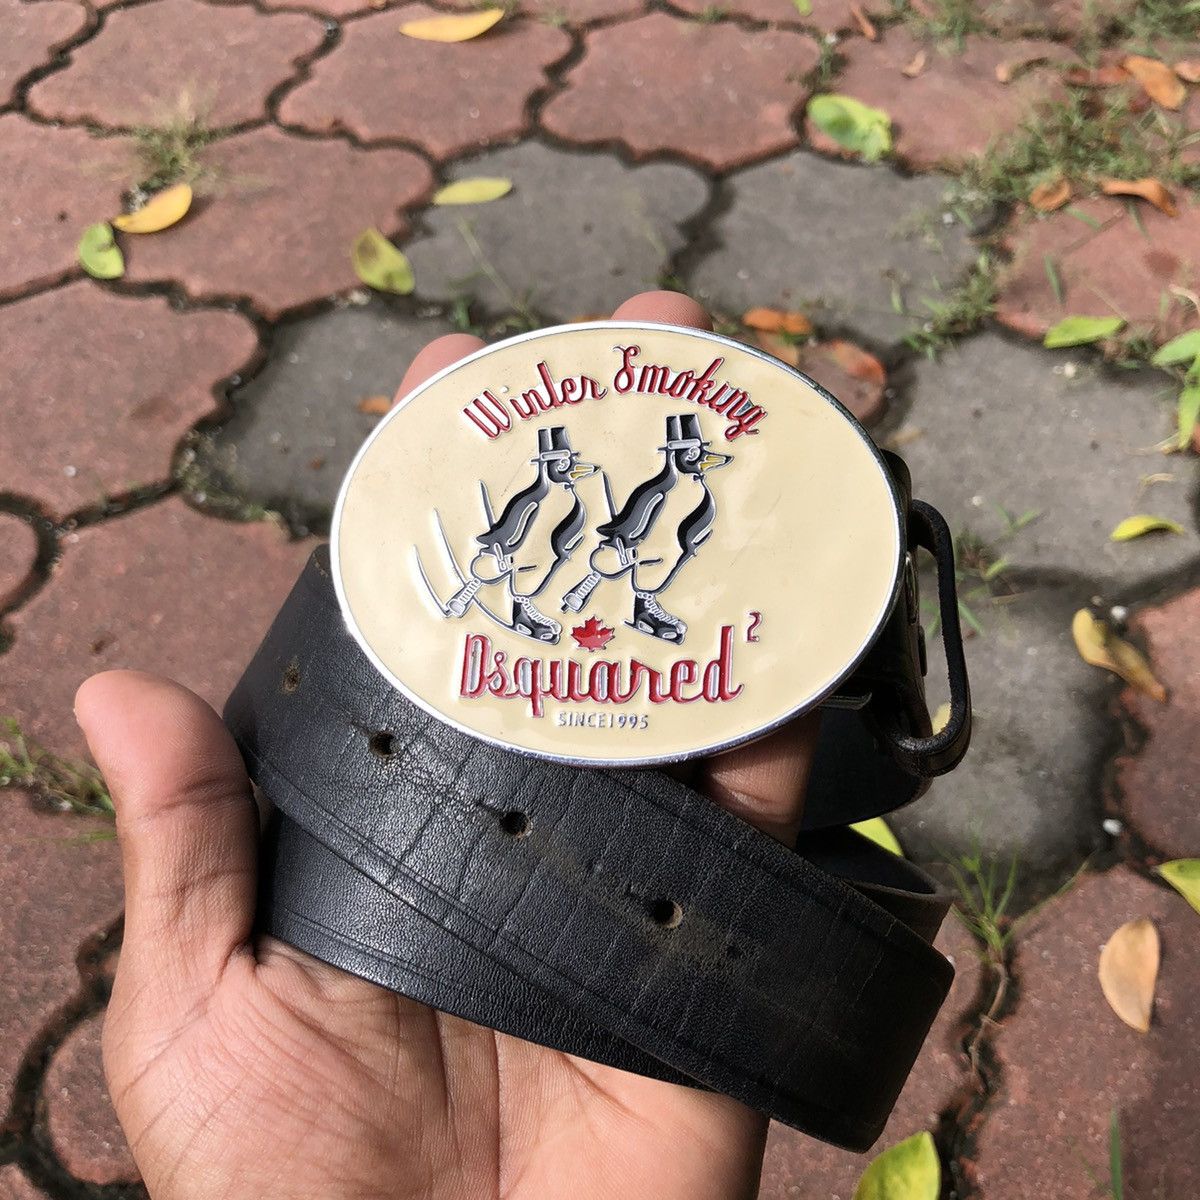 Winter Smoking
Dsquared²
SINCE1995